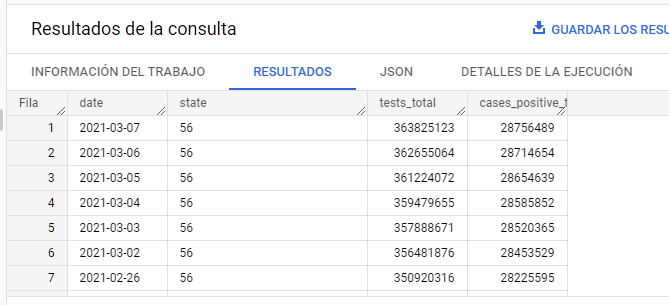 Resultados de la consulta
GUARDAR LOS RESU
INFORMACIÓN DEL TRABAJO RESULTADOS JSON DETALLES DE LA EJECUCIÓN
Fila date state tests_total cases_positive_t
1 2021-03-07 56 363825123 28756489
2 2021-03-06 56 362655064 28714654
3 2021-03-05 56 361224072 28654639
4 2021-03-04 56 359479655 28585852
5 2021-03-03 56 357888671 28520365
6 2021-03-02 56 356481876 28453529
7 2021-02-26 56 350920316 28225595